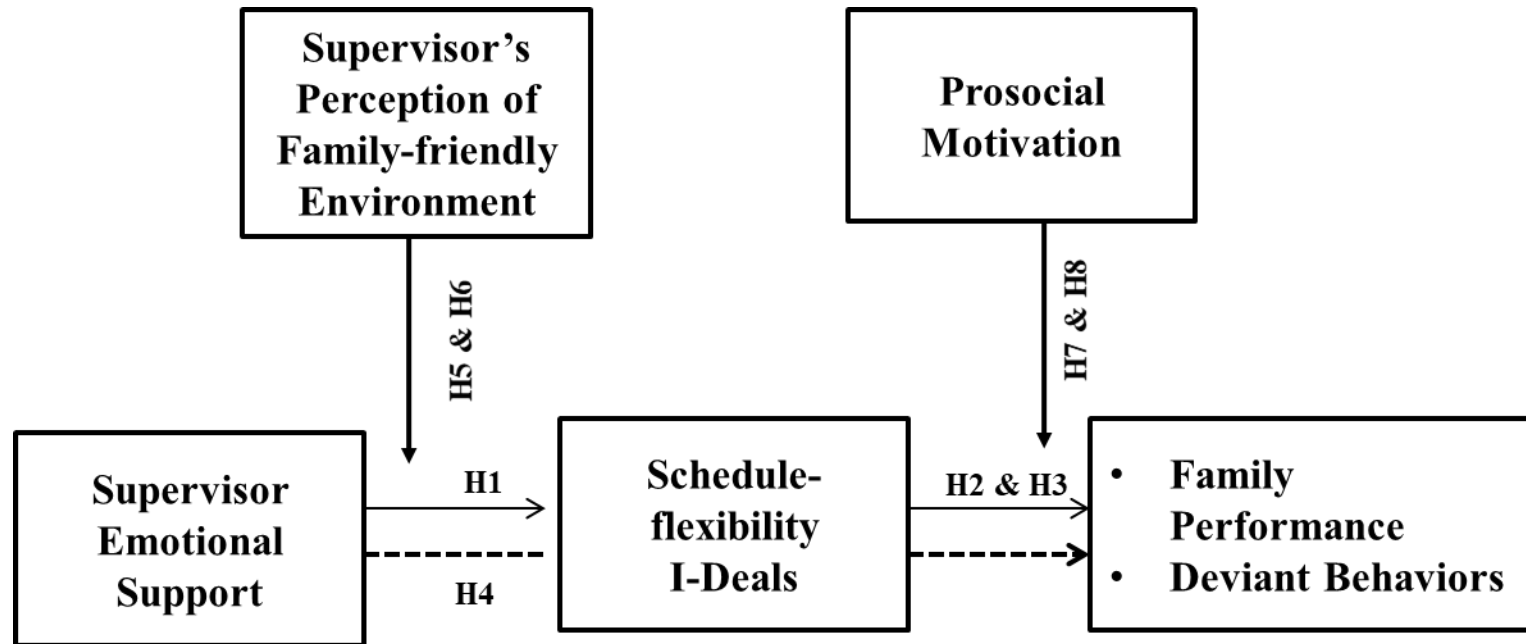 Supervisor’s
Perception of
Family-friendly
Environment
Prosocial
Motivation
H5 & H6
H7 & H8
Supervisor
Emotional
Support
H1
H4
Schedule-
flexibility
I-Deals
H2 & H3
• Family
Performance
• Deviant Behaviors